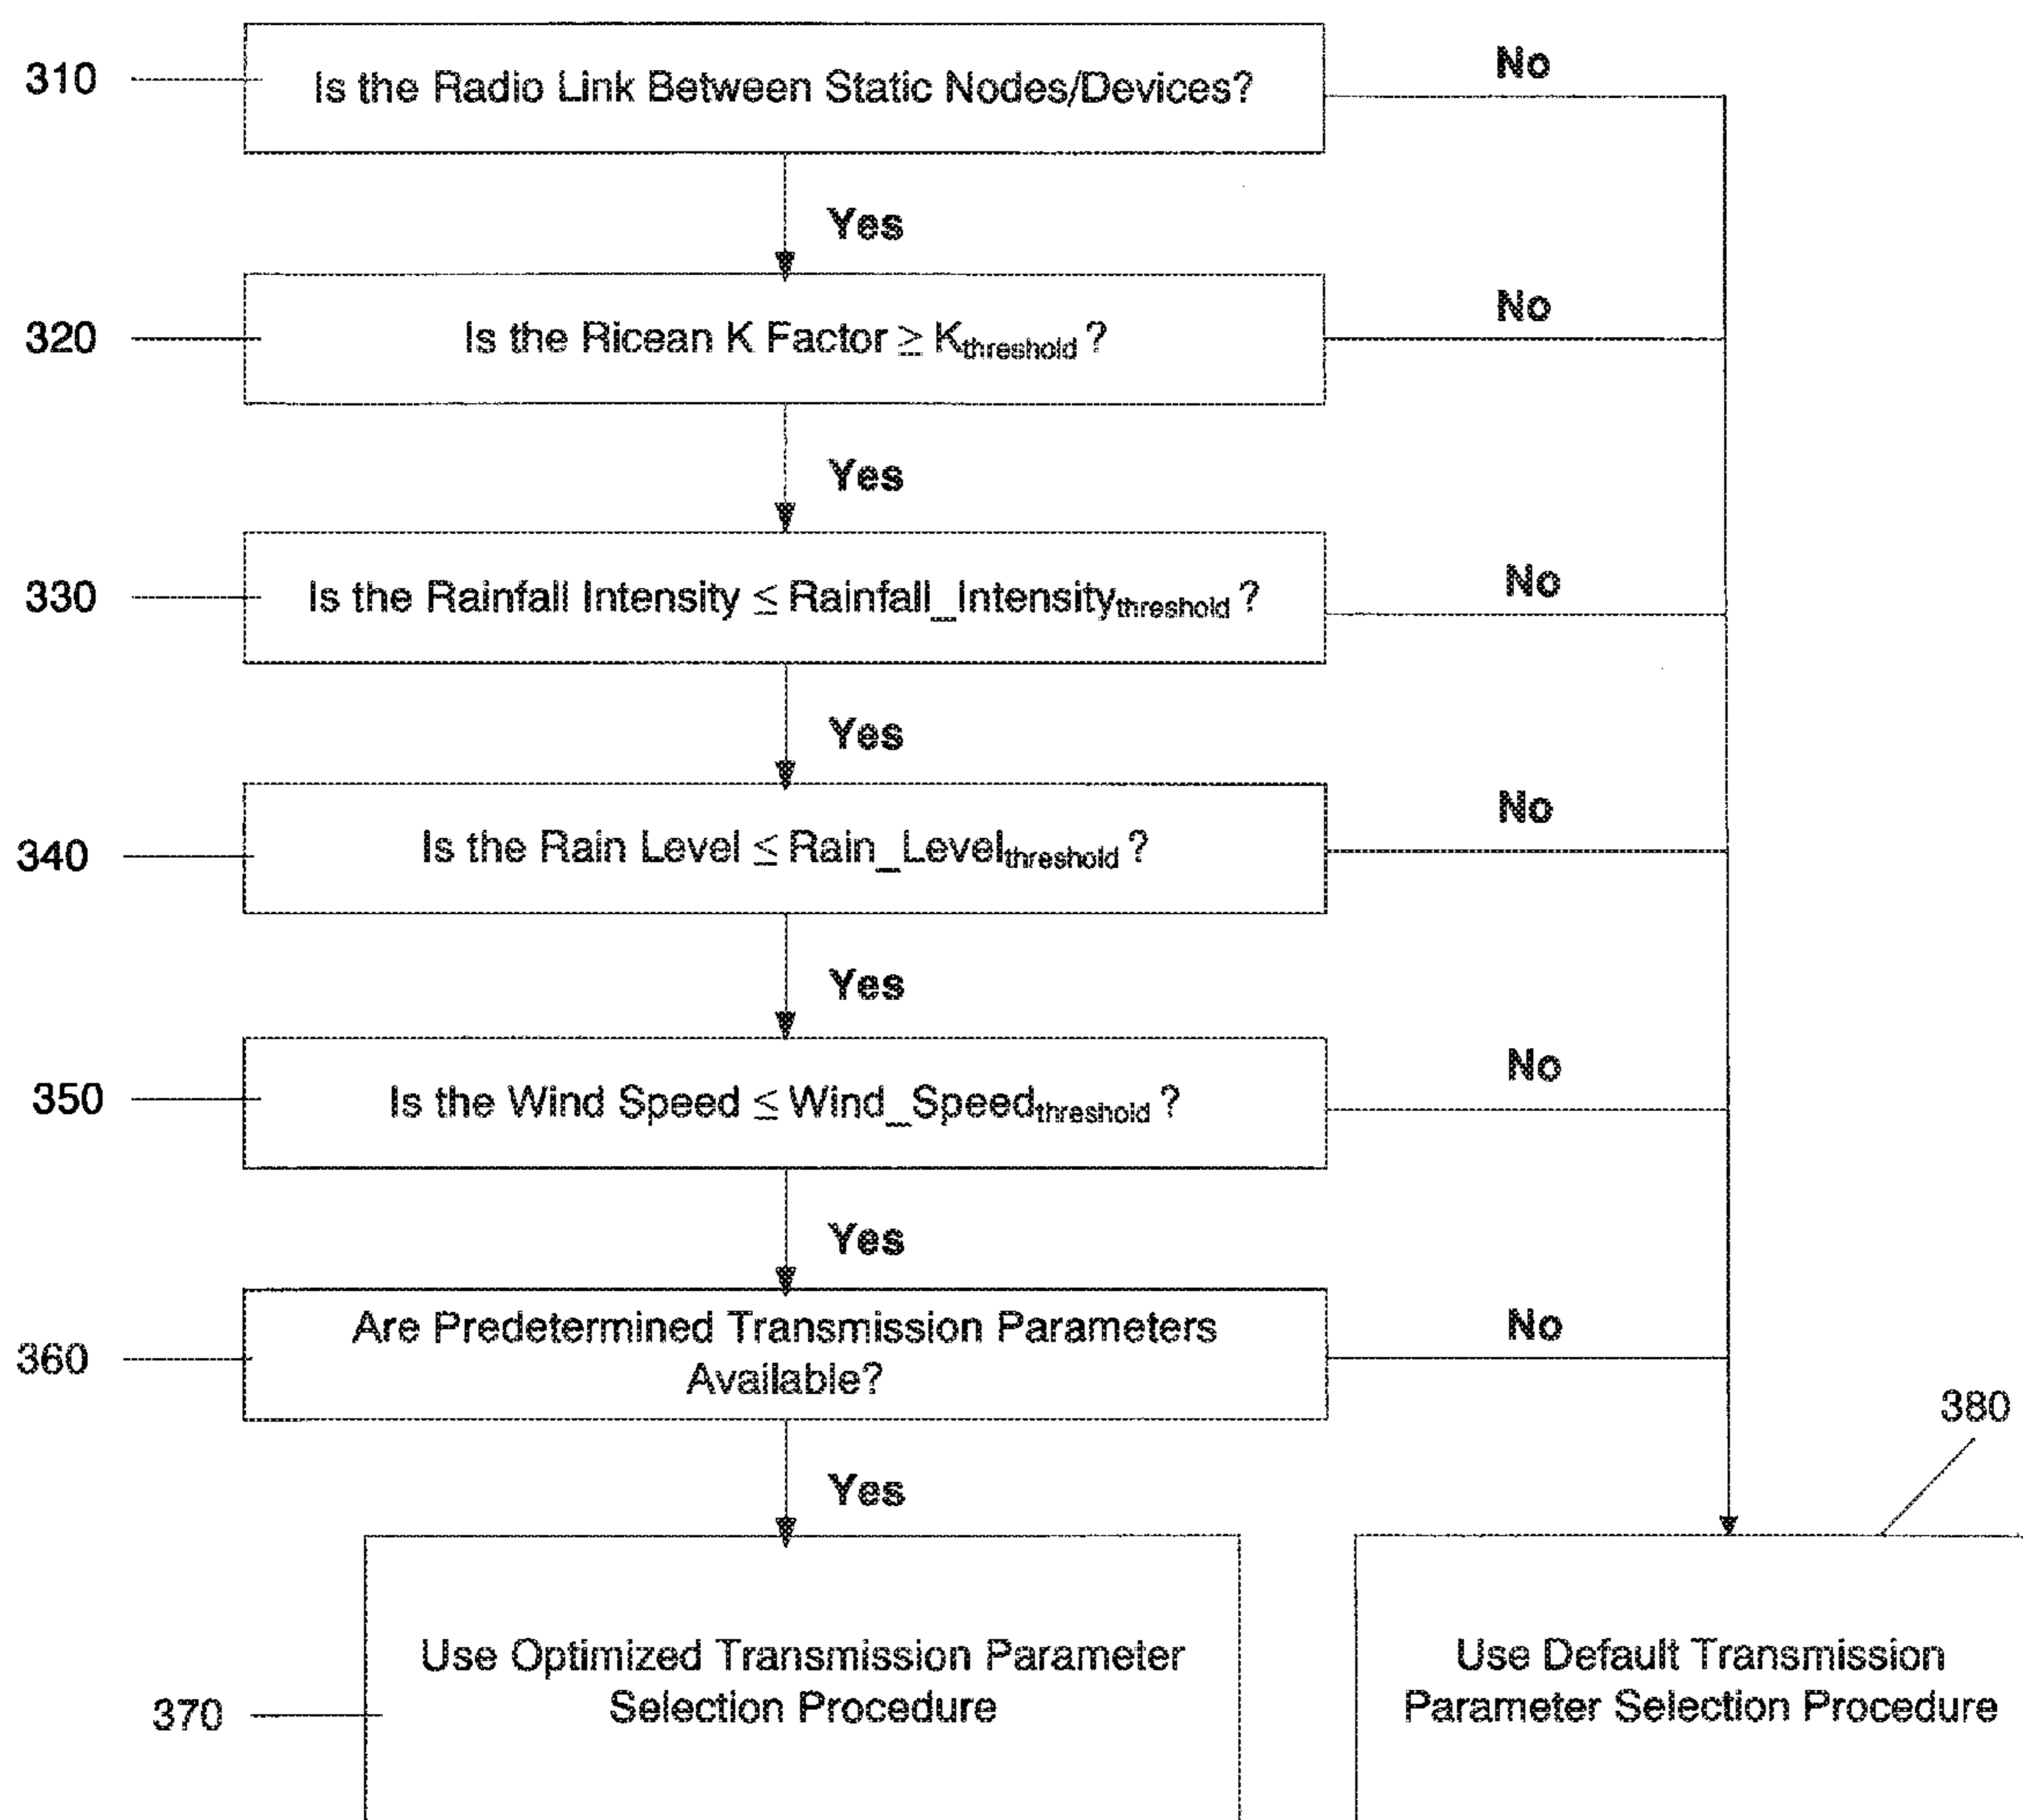 310
Is the Radio Link Between Static Nodes/Devices?
No
Yes
320
Is the Ricean K Factor ≥ Kthreshold ?
No
Yes
330
Is the Rainfall Intensity ≤ Rainfall_Intensitythreshold ?
No
Yes
340
Is the Rain Level ≤ Rain_Levelthreshold ?
No
Yes
350
Is the Wind Speed ≤ Wind_Speedthreshold ?
No
Yes
360
Are Predetermined Transmission Parameters
Available?
No
Yes
370
Use Optimized Transmission Parameter
Selection Procedure
380
Use Default Transmission
Parameter Selection Procedure